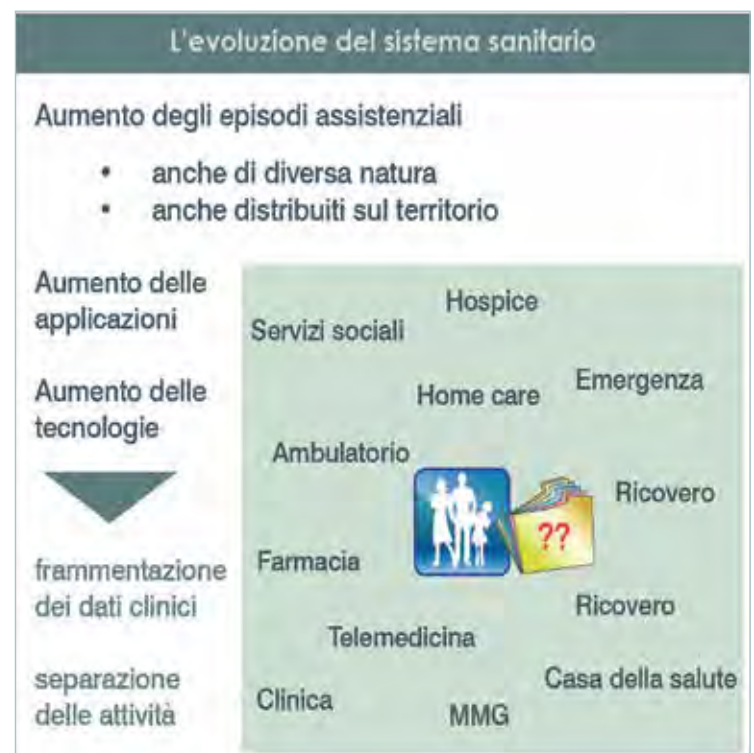 L'evoluzione del sistema sanitario
Aumento degli episodi assistenziali
• anche di diversa natura
• anche distribuiti sul territorio
Aumento delle
applicazioni
Aumento delle
tecnologie
frammentazione
dei dati clinici
separazione
delle attività
Hospice
Servizi sociali
Emergenza
Home care
Ambulatorio
Ricovero
??
Farmacia
Ricovero
Telemedicina
Casa della salute
Clinica
MMG